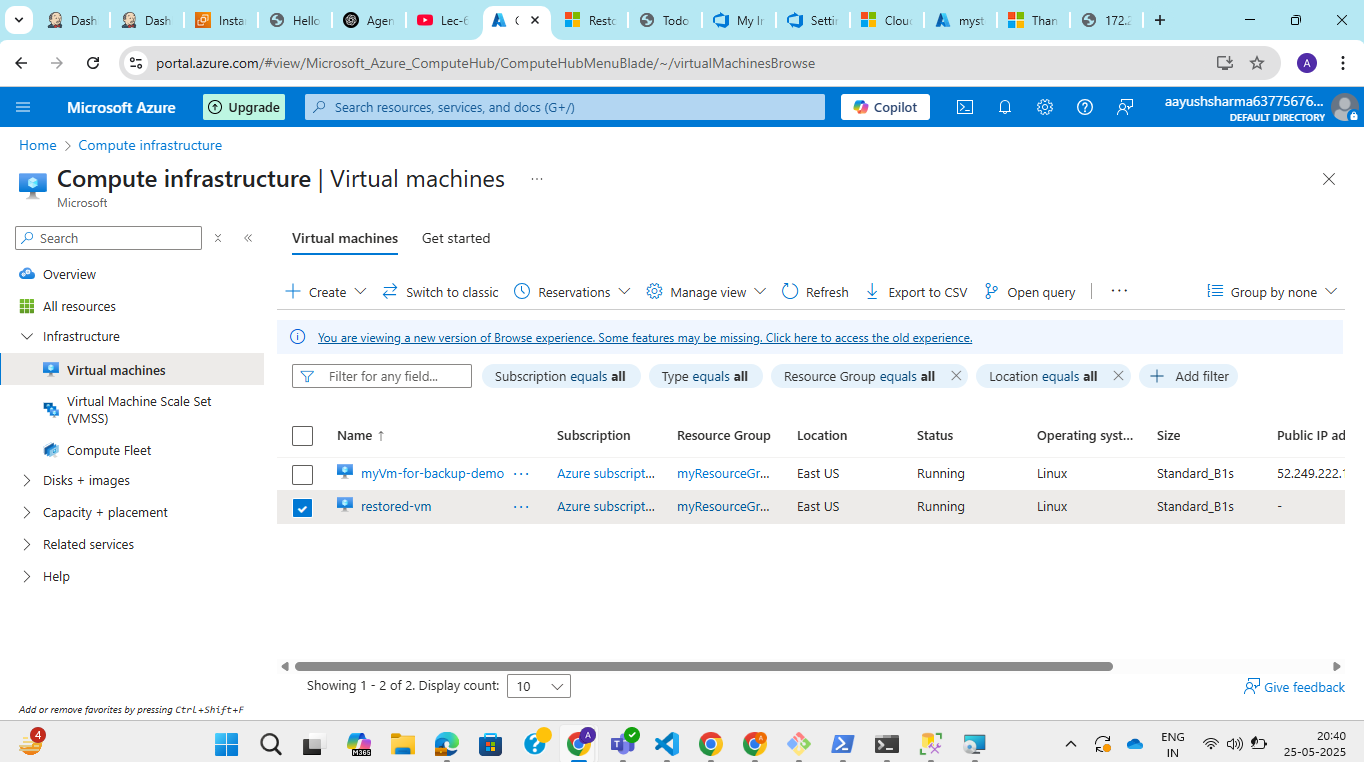 Dash
Dash
Insta
Hello
Agen
Lec-6
Resto
Todo
My Ir
Settin
Clouc
myst
Than
172.2
portal.azure.com/#view/Microsoft_Azure_ComputeHub/ComputeHubMenuBlade/~/virtualMachinesBrowse
A
Microsoft Azure
Upgrade
Search resources, services, and docs (G+/)
Copilot
aayushsharma63775676...
DEFAULT DIRECTORY
Home > Compute infrastructure
Compute infrastructure | Virtual machines
...
Microsoft
Search
Overview
All resources
Infrastructure
Virtual machines
Virtual Machine Scale Set
(VMSS)
Compute Fleet
Disks + images
Capacity + placement
Related services
Help
Add or remove favorites by pressing Ctrl+Shift+F
Virtual machines Get started
Create Switch to classic Reservations Manage view Refresh Export to CSV Open query ... Group by none
You are viewing a new version of Browse experience. Some features may be missing. Click here to access the old experience.
Filter for any field... Subscription equals all Type equals all Resource Group equals all Location equals all Add filter
Name ↑ Subscription Resource Group Location Status Operating syst... Size Public IP ad
myVm-for-backup-demo ... Azure subscript... myResourceGr... East US Running Linux Standard_B1s 52.249.222.1
restored-vm ... Azure subscript... myResourceGr... East US Running Linux Standard_B1s -
Showing 1 - 2 of 2. Display count: 10
Give feedback
4
M365
A
ENG
IN
20:40
25-05-2025